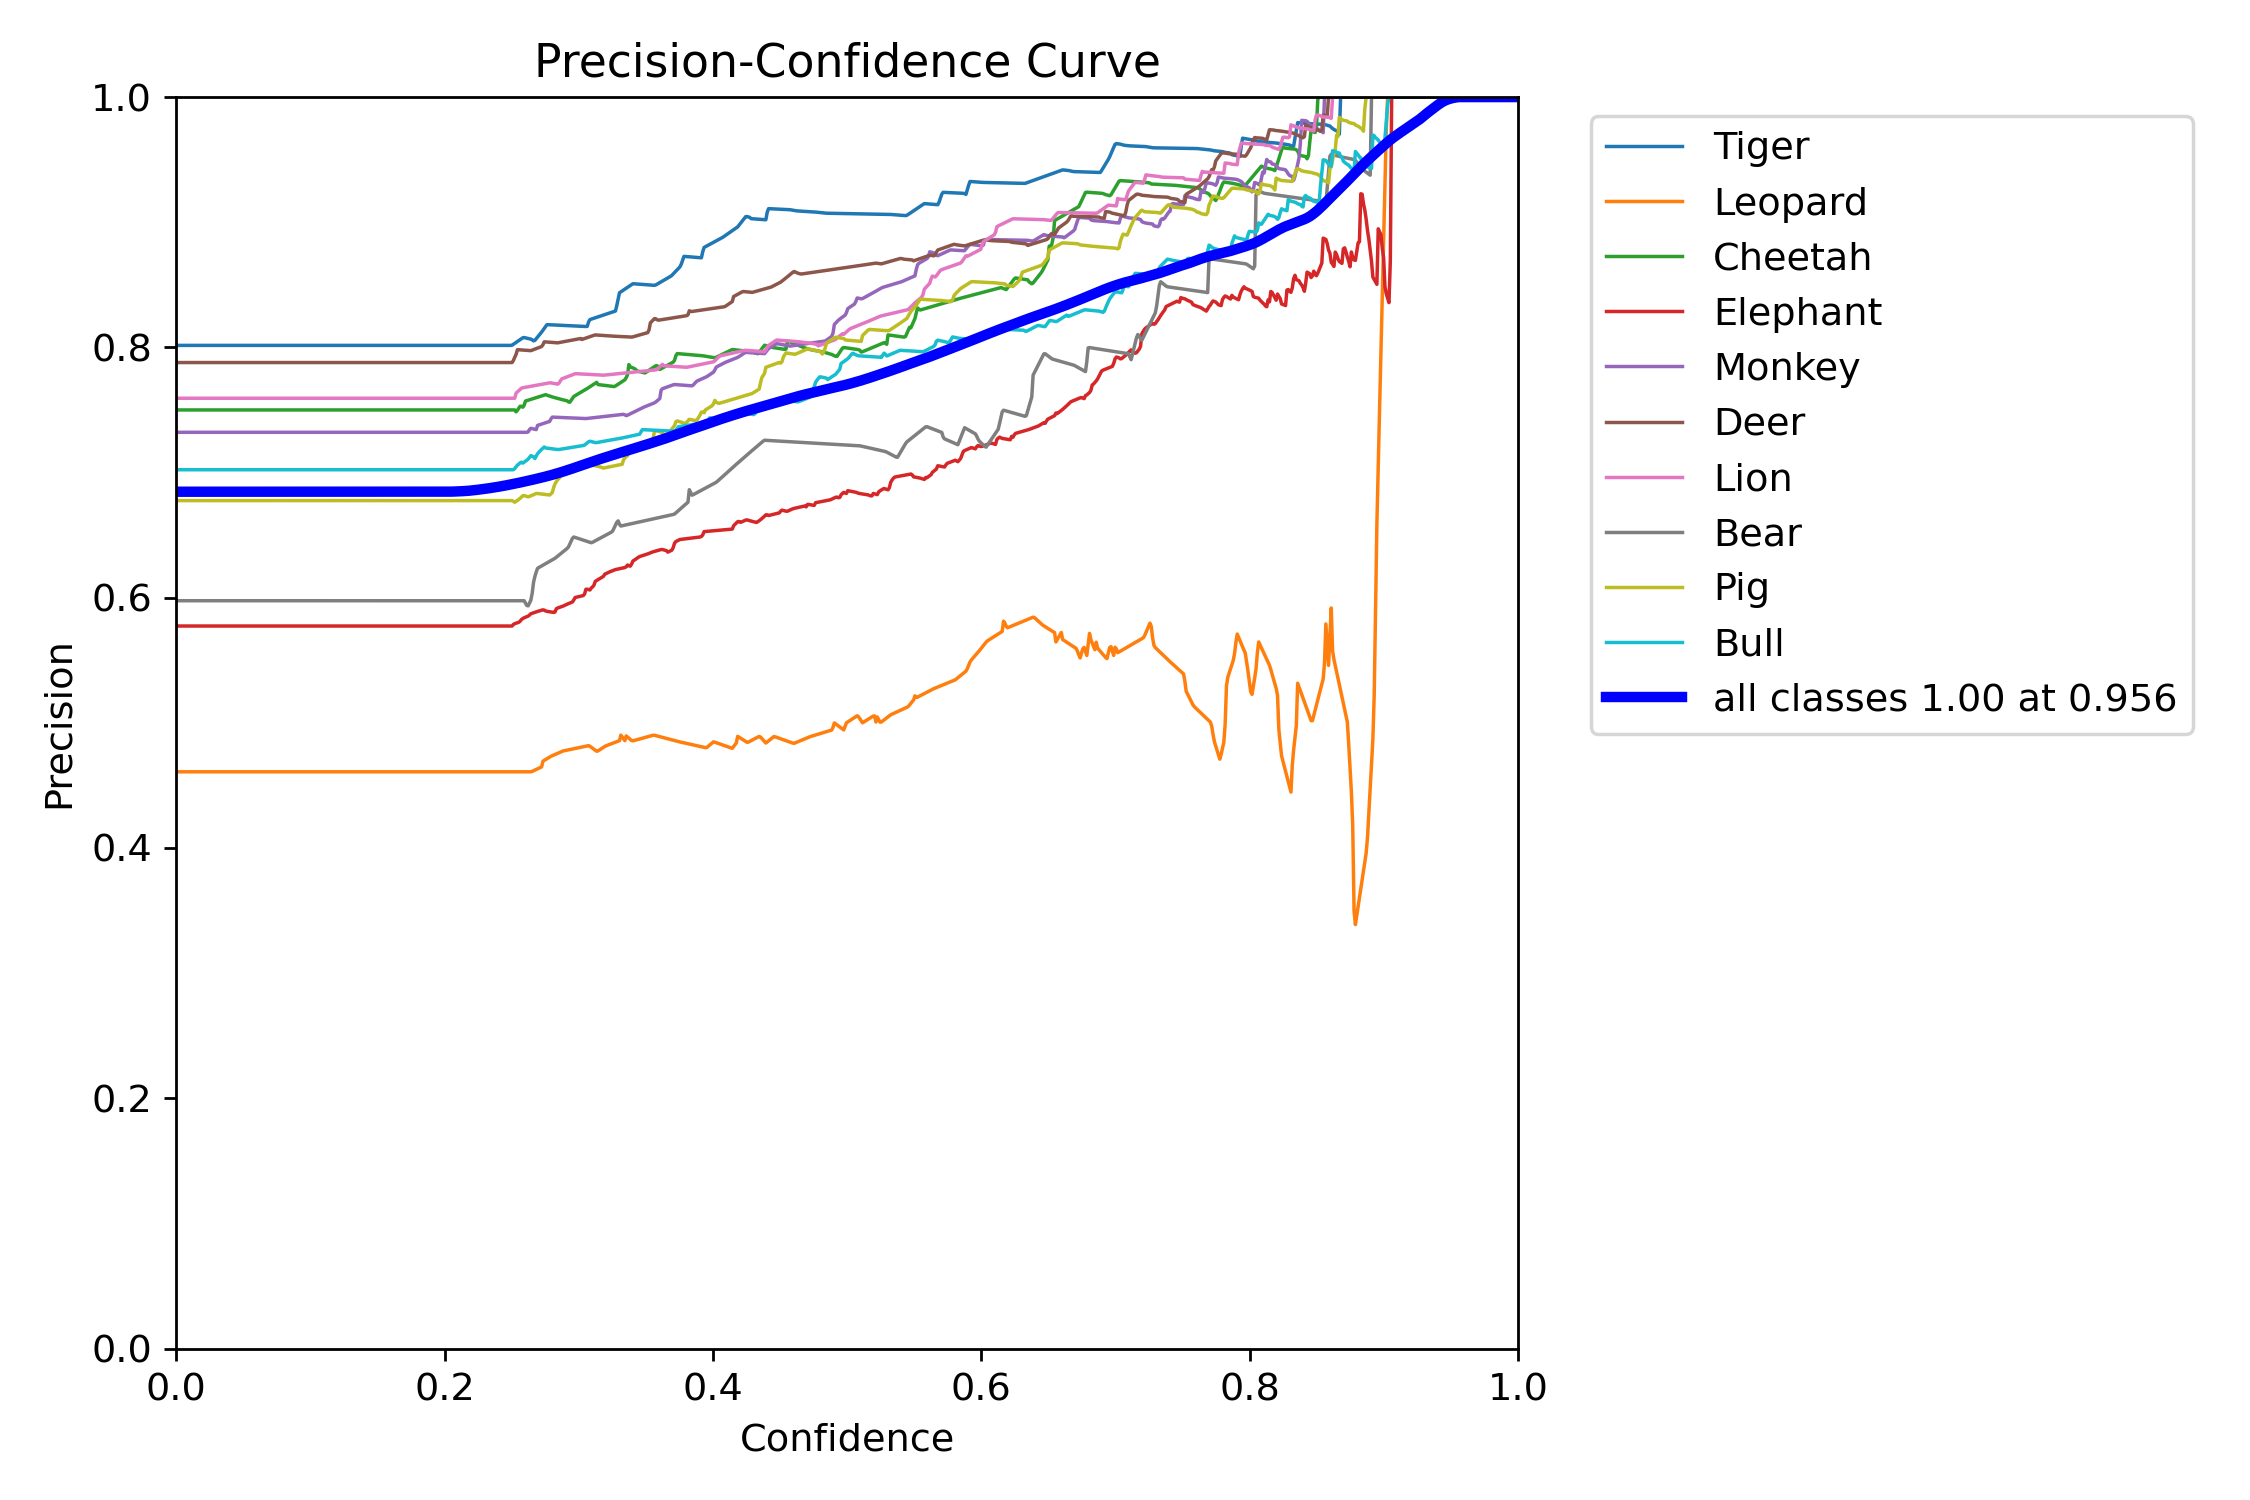 Precision-Confidence Curve
1.0
0.8
0.6
0.4
0.2
0.0
Precision
0.0 0.2 0.4 0.6 0.8 1.0
Confidence
Tiger
Leopard
Cheetah
Elephant
Monkey
Deer
Lion
Bear
Pig
Bull
all classes 1.00 at 0.956